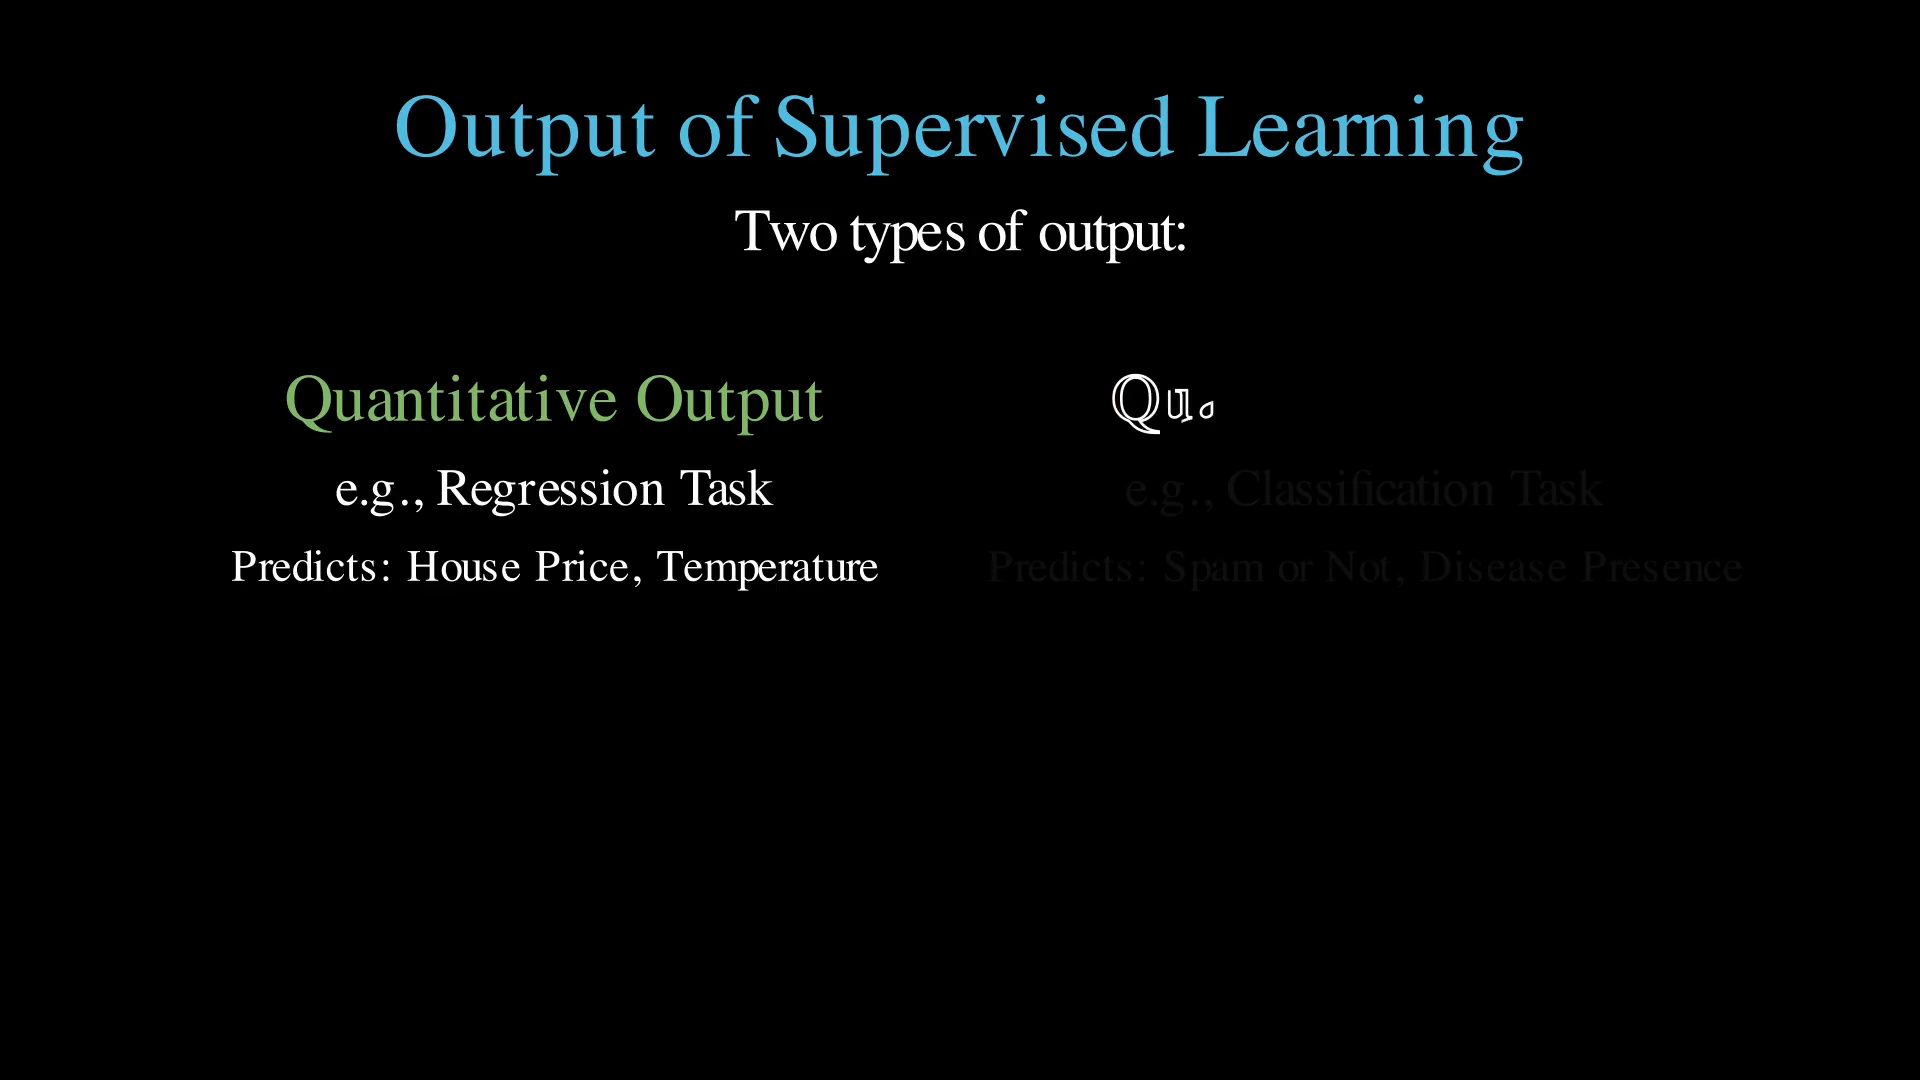 Output of Supervised Learning
Two types of output:
Quantitative Output
Qu
e.g., Regression Task
e.g., Classification Task
Predicts: House Price, Temperature
Predicts: Spam or Not, Disease Presence